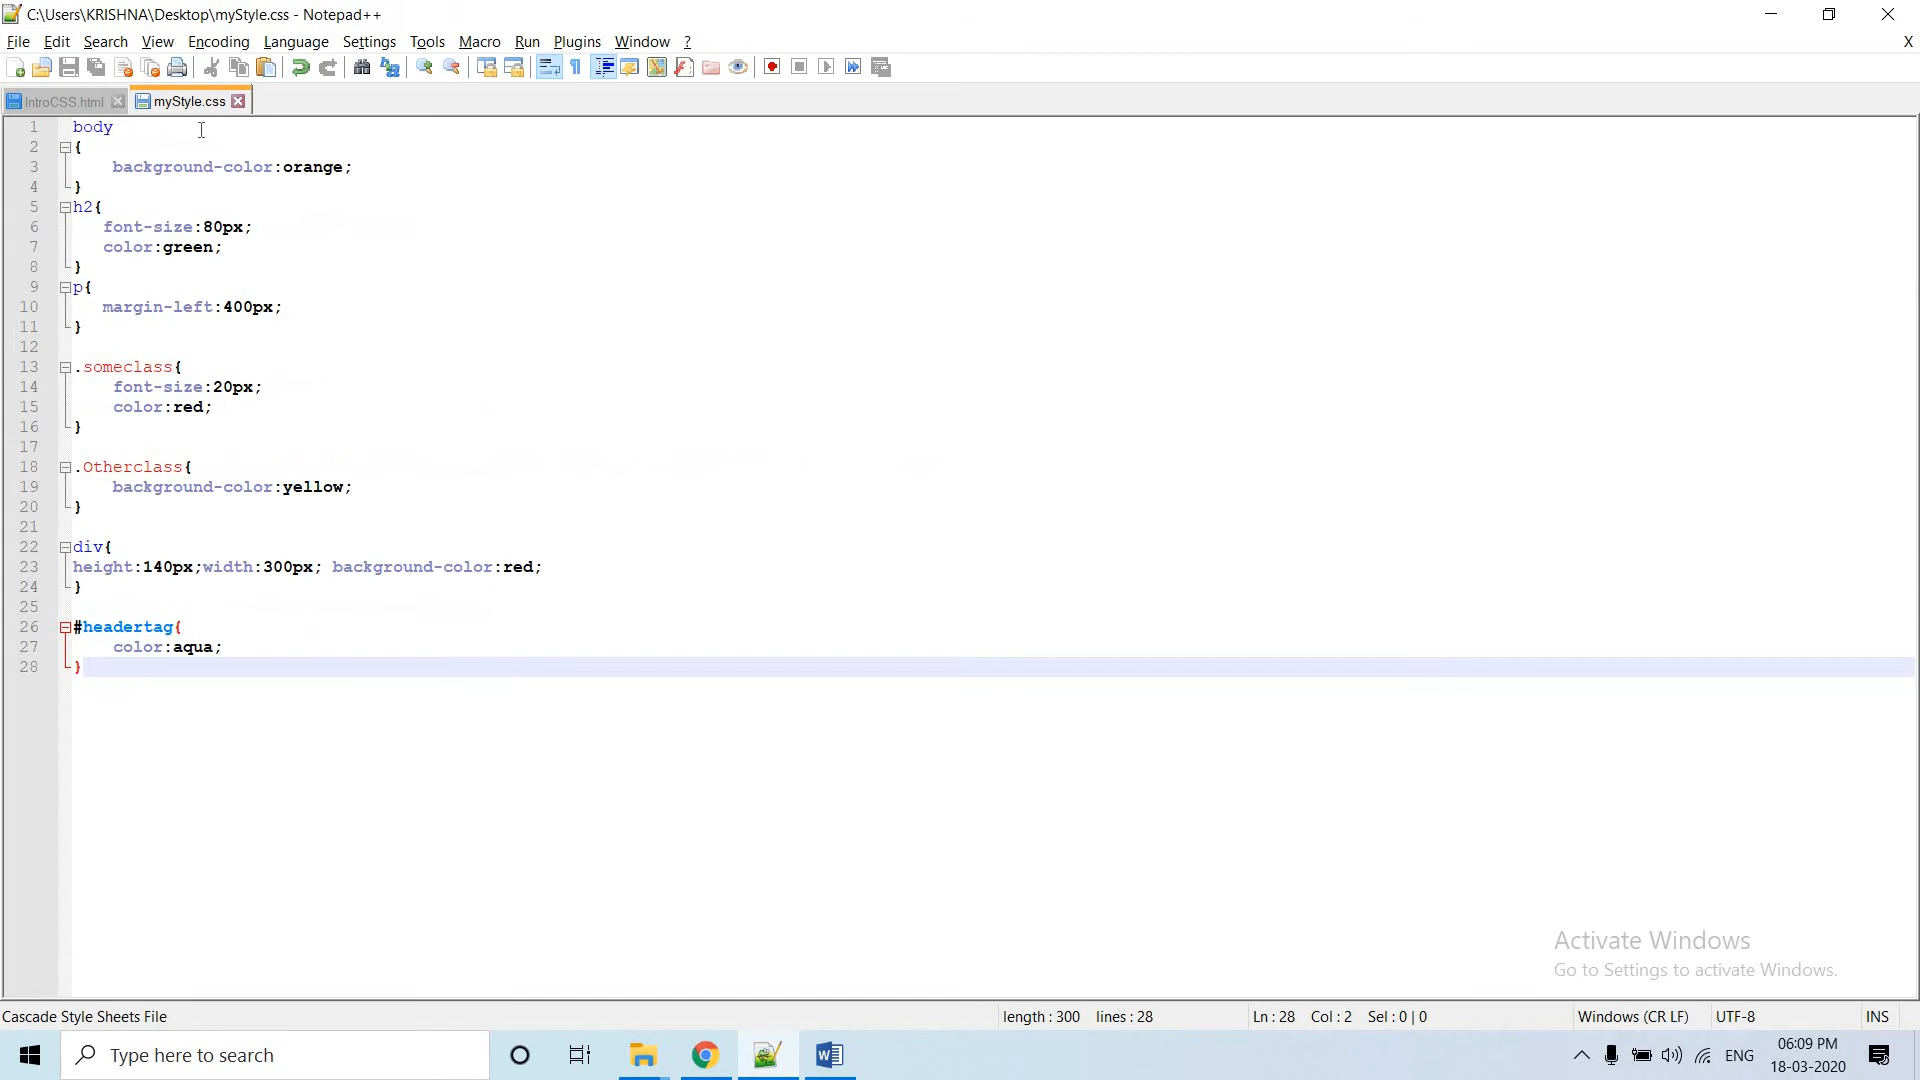 C:\Users\KRISHNA\Desktop\myStyle.css - Notepad++
File Edit Search View Encoding Language Settings Tools Macro Run Plugins Window ? X
IntroCSS.html myStyle.css
1 body
2 {
3 background-color:orange;
4 }
5 h2{
6 font-size:80px;
7 color:green;
8 }
9 p{
10 margin-left:400px;
11 }
12
13 .someclass{
14 font-size:20px;
15 color:red;
16 }
17
18 .Otherclass{
19 background-color:yellow;
20 }
21
22 div{
23 height:140px;width:300px; background-color:red;
24 }
25
26 #headertag{
27 color:aqua;
28 }
Activate Windows
Go to Settings to activate Windows.
Cascade Style Sheets File length : 300 lines : 28 Ln : 28 Col : 2 Sel : 0 | 0 Windows (CR LF) UTF-8 INS
Type here to search ENG 06:09 PM
18-03-2020